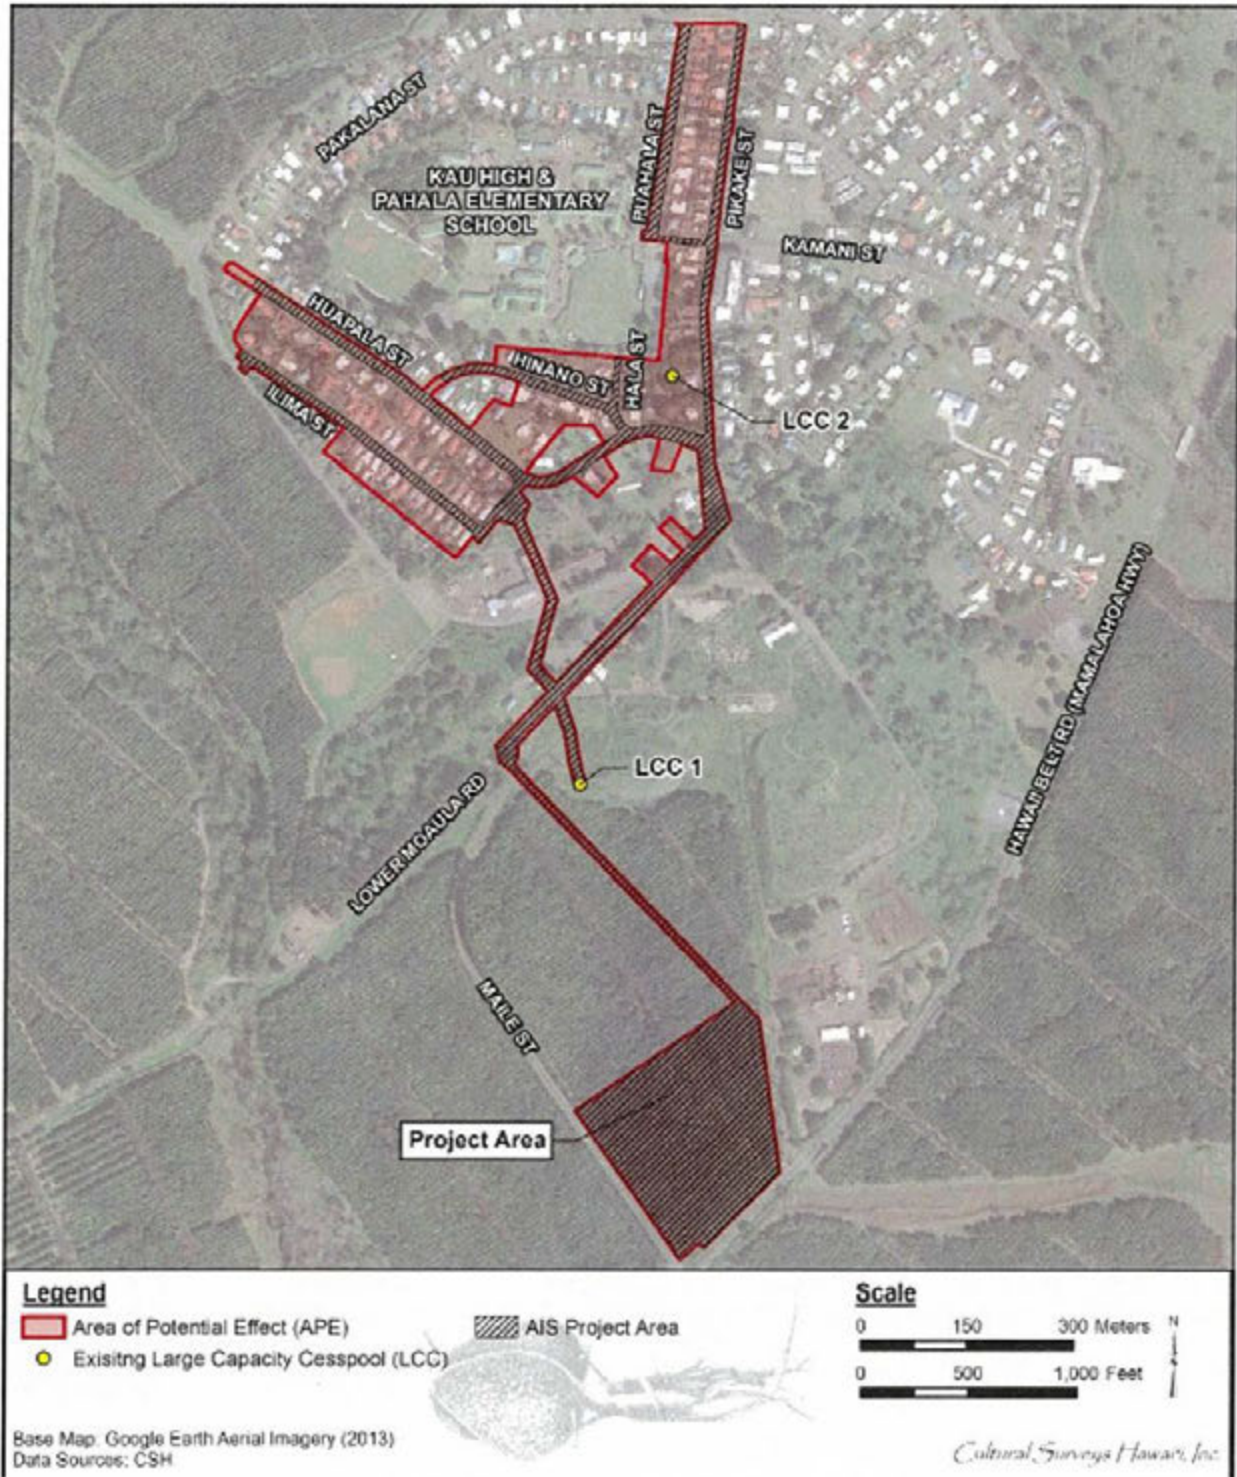 PAKALANA ST
KAU HIGH &
PAHALA ELEMENTARY
SCHOOL
PUAHALA ST
PIKAKE ST
KAMANI ST
HUAPALA ST
HINANO ST
HALA ST
ILIMA ST
LCC 2
LCC 1
HAWAII BELT RD (MAMALAHOA HWY)
LOWER MOAULA RD
MAILE ST
Project Area
Legend
Area of Potential Effect (APE)
AIS Project Area
Exisitng Large Capacity Cesspool (LCC)
Scale
0 150 300 Meters
0 500 1,000 Feet
N
Base Map: Google Earth Aerial Imagery (2013)
Data Sources: CSH
Cultural Surveys Hawaii, Inc.